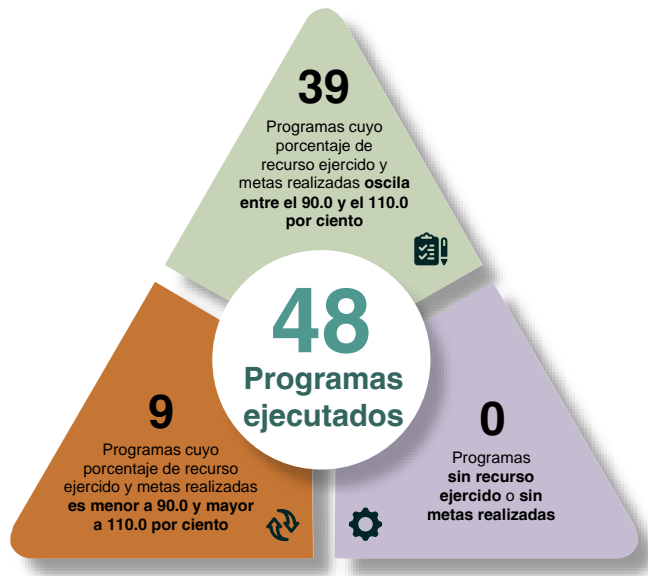 39
Programas cuyo
porcentaje de
recurso ejercido y
metas realizadas oscila
entre el 90.0 y el 110.0
por ciento
48
Programas
ejecutados
9
Programas cuyo
porcentaje de recurso
ejercido y metas realizadas
es menor a 90.0 y mayor
a 110.0 por ciento
0
Programas
sin recurso
ejercido o sin
metas realizadas